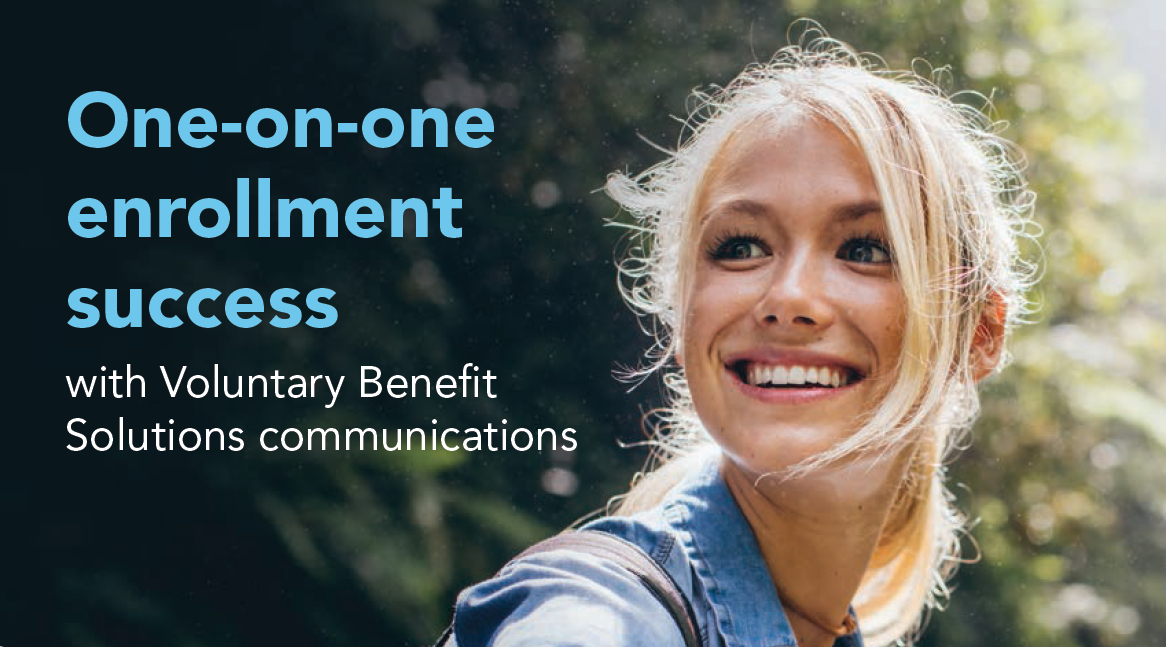 One-on-one
enrollment
success
with Voluntary Benefit
Solutions communications